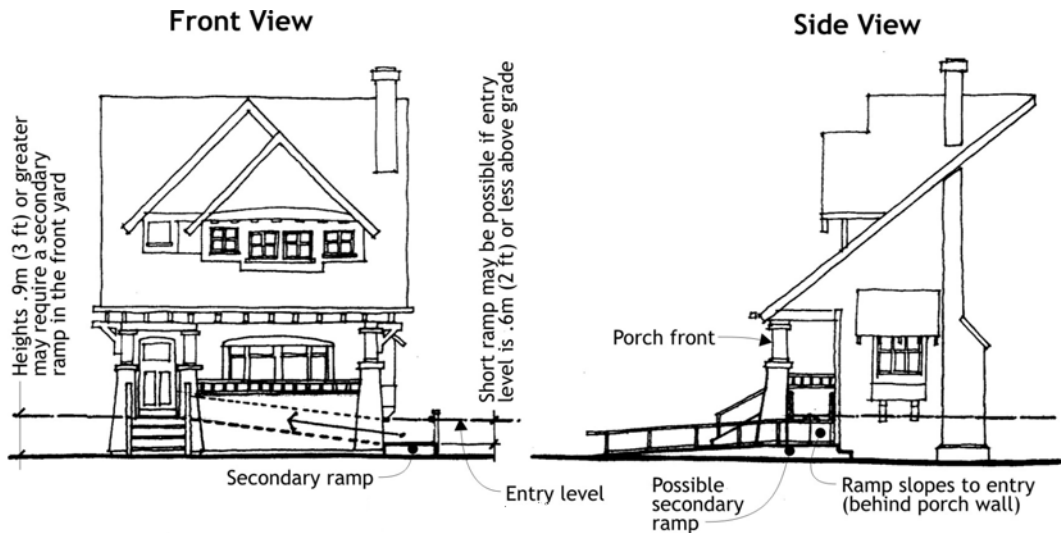 Front View
Side View
Heights .9m (3 ft) or greater
may require a secondary
ramp in the front yard
Short ramp may be possible if entry
level is .6m (2 ft) or less above grade
Porch front
Secondary ramp
Entry level
Possible
secondary
ramp
Ramp slopes to entry
(behind porch wall)